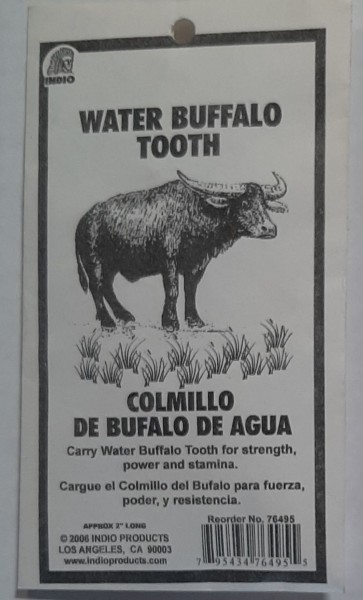 INDIO
WATER BUFFALO
TOOTH
COLMILLO
DE BUFALO DE AGUA
Carry Water Buffalo Tooth for strength,
power and stamina.
Cargue el Colmillo del Bufalo para fuerza,
poder, y resistencia.
APPROX 2" LONG
© 2006 INDIO PRODUCTS
LOS ANGELES, CA 90003
www.indioproducts.com
Reorder No. 76495
7 95434 76495 5